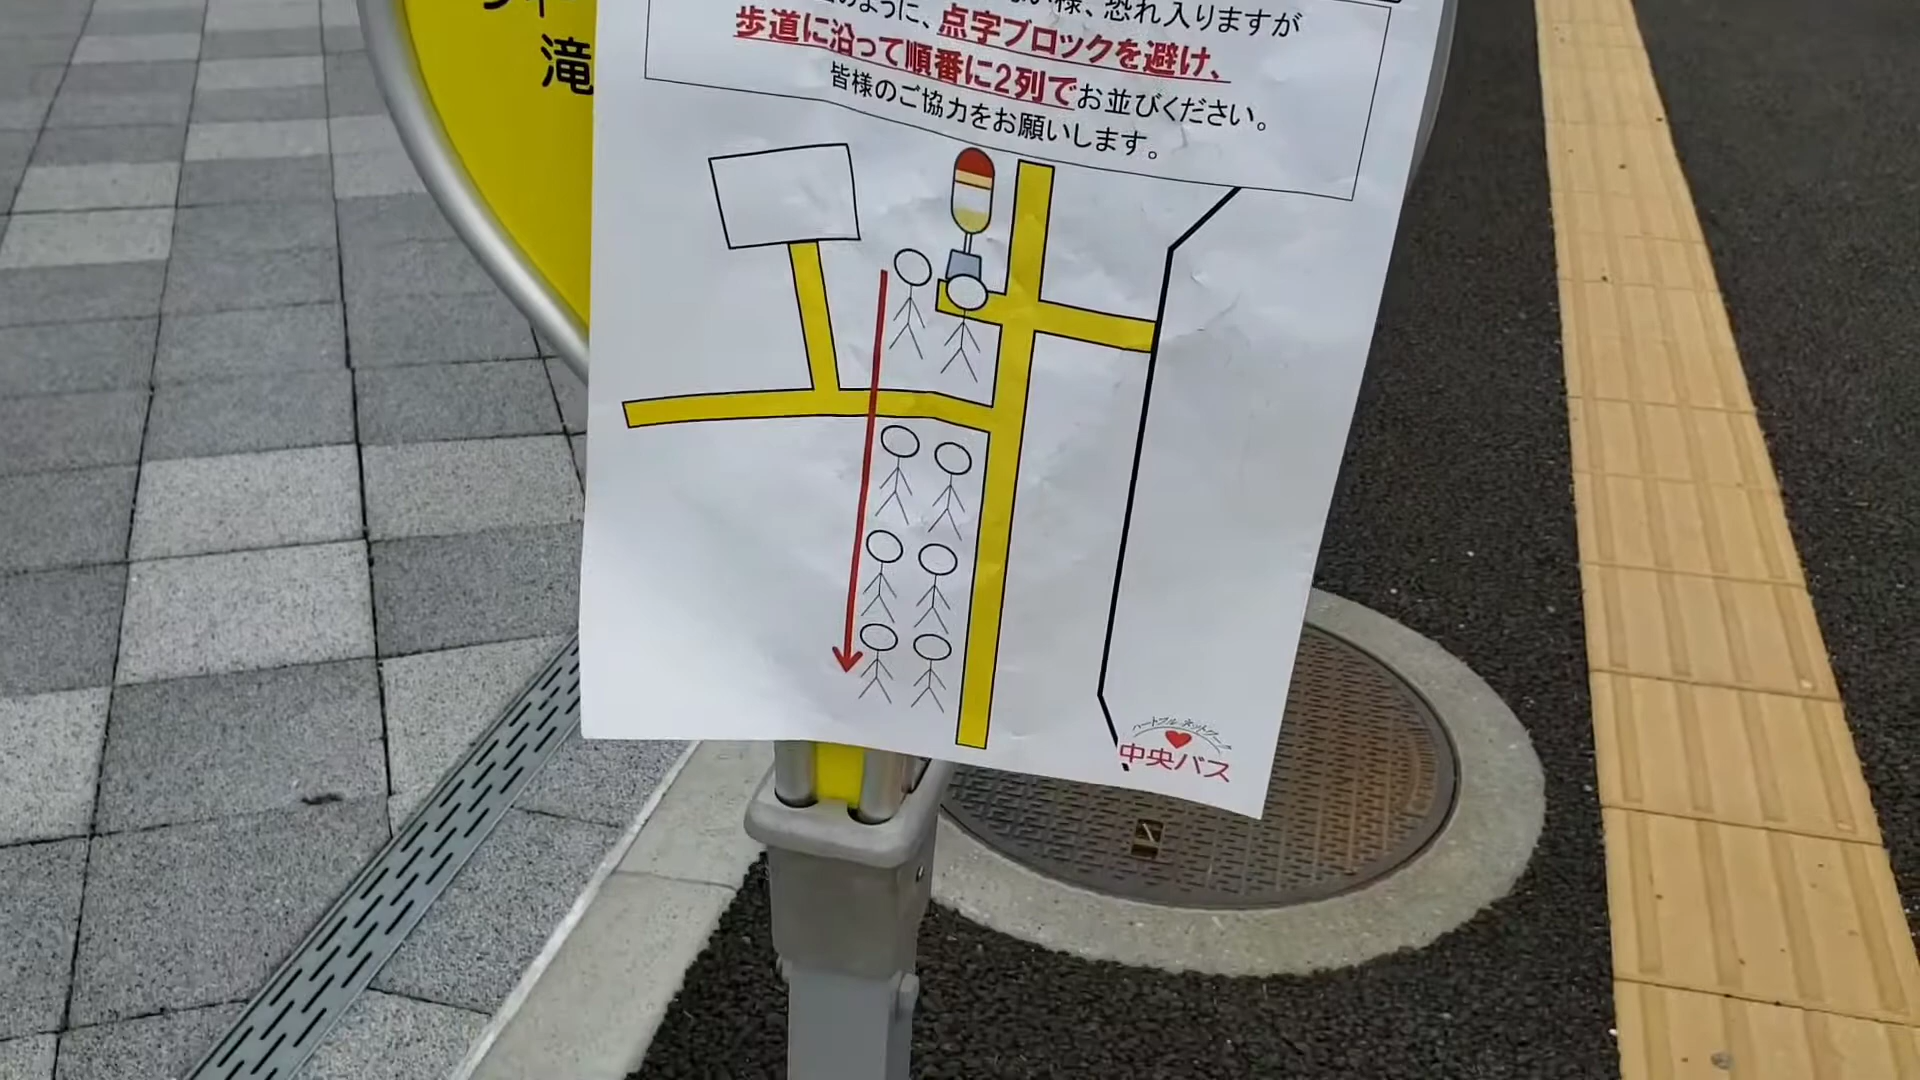 滝
様、恐れ入りますが
のように、点字ブロックを避け、
歩道に沿って順番に2列でお並びください。
皆様のご協力をお願いします。
ハートフルネットワーク
中央バス